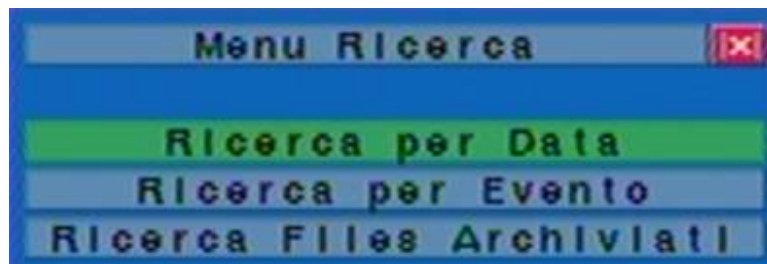 Menu Ricerca
Ricerca per Data
Ricerca per Evento
Ricerca Files Archiviati